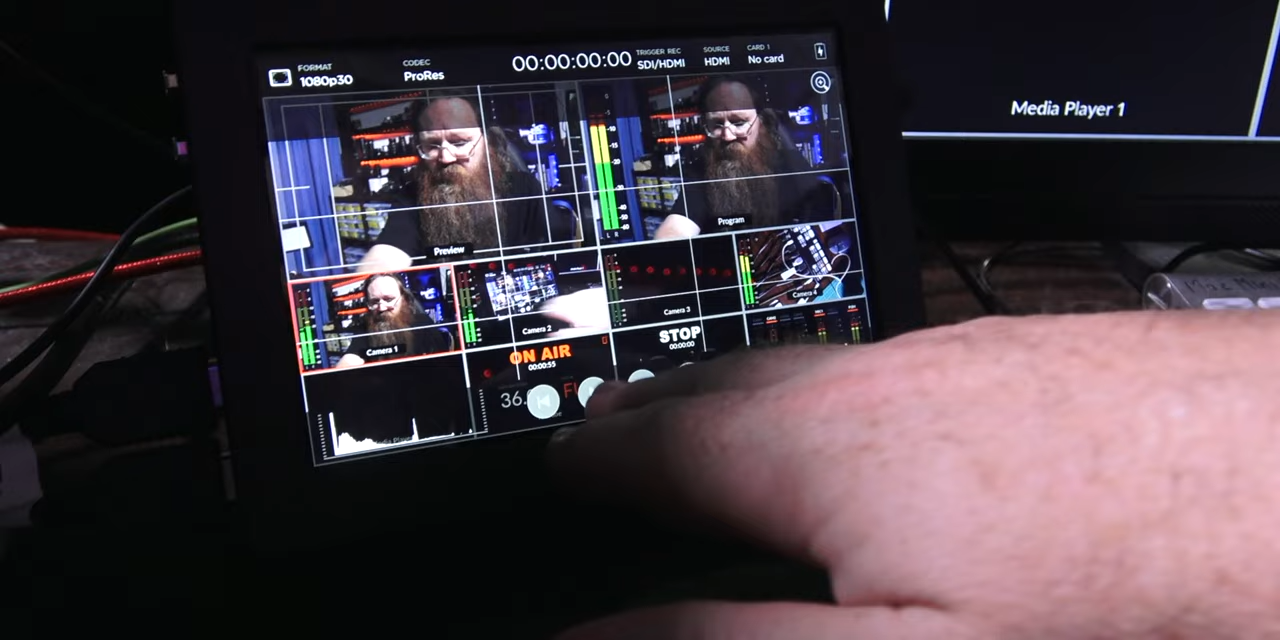 FORMAT
1080p30
CODEC
ProRes
00:00:00:00
TRIGGER REC
SDI/HDMI
SOURCE
HDMI
CARD 1
No card
Preview
Program
Camera 1
Camera 2
Camera 3
Camera 4
ON AIR
00:00:55
STOP
00:00:00
36.
Media Player 1